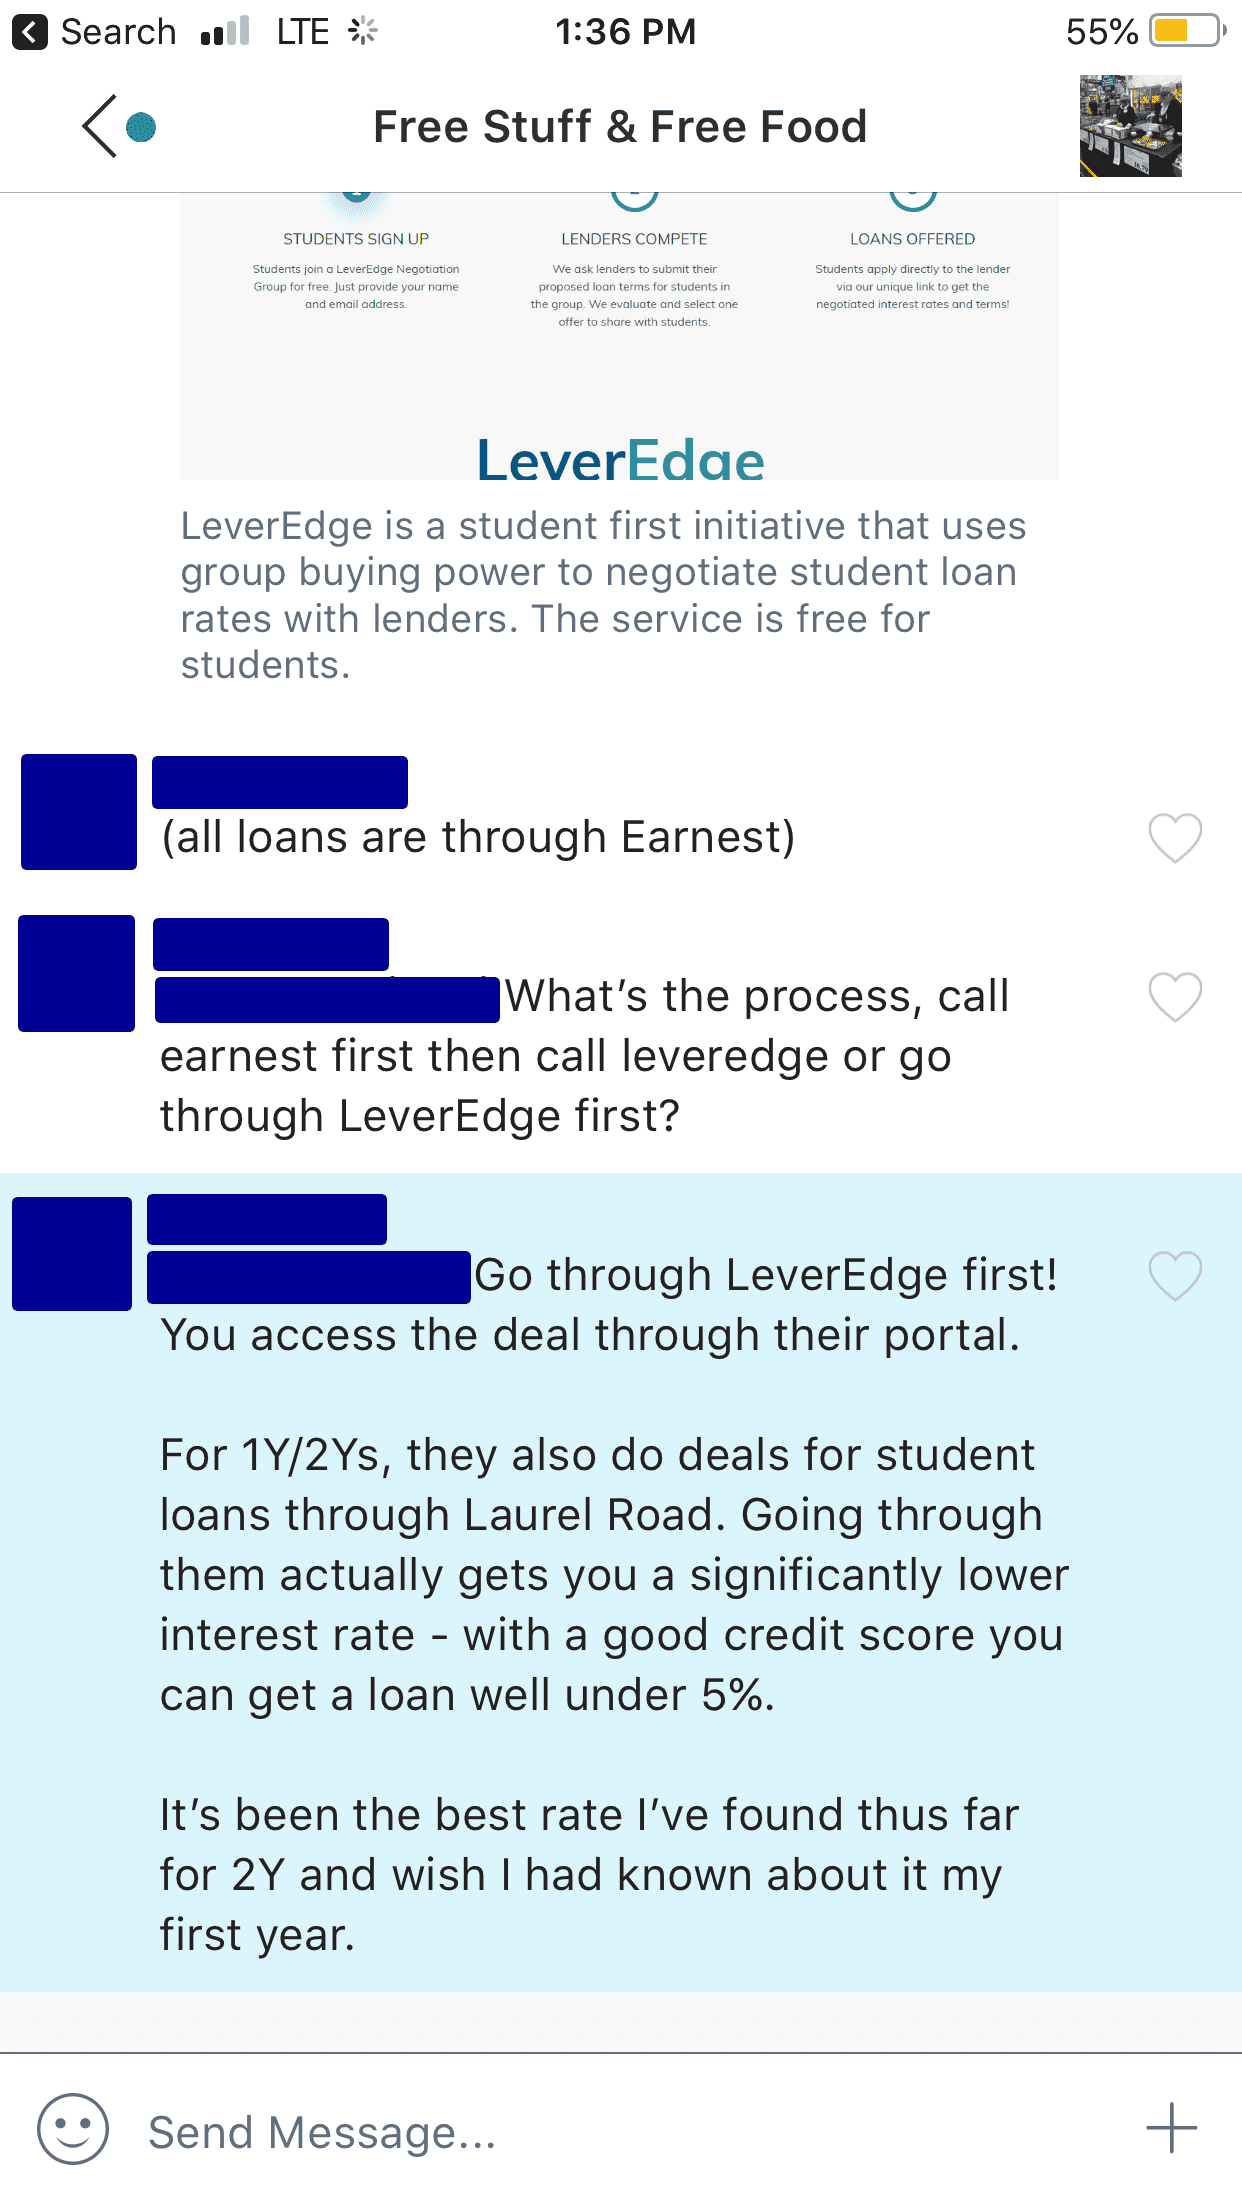 Search LTE 1:36 PM 55%
Free Stuff & Free Food
STUDENTS SIGN UP
Students join a LeverEdge Negotiation
Group for free. Just provide your name
and email address.
LENDERS COMPETE
We ask lenders to submit their
proposed loan terms for students in
the group. We evaluate and select one
offer to share with students.
LOANS OFFERED
Students apply directly to the lender
via our unique link to get the
negotiated interest rates and terms!
LeverEdge
LeverEdge is a student first initiative that uses
group buying power to negotiate student loan
rates with lenders. The service is free for
students.
(all loans are through Earnest)
What's the process, call
earnest first then call leveredge or go
through LeverEdge first?
Go through LeverEdge first!
You access the deal through their portal.
For 1Y/2Ys, they also do deals for student
loans through Laurel Road. Going through
them actually gets you a significantly lower
interest rate - with a good credit score you
can get a loan well under 5%.
It's been the best rate I've found thus far
for 2Y and wish I had known about it my
first year.
Send Message...